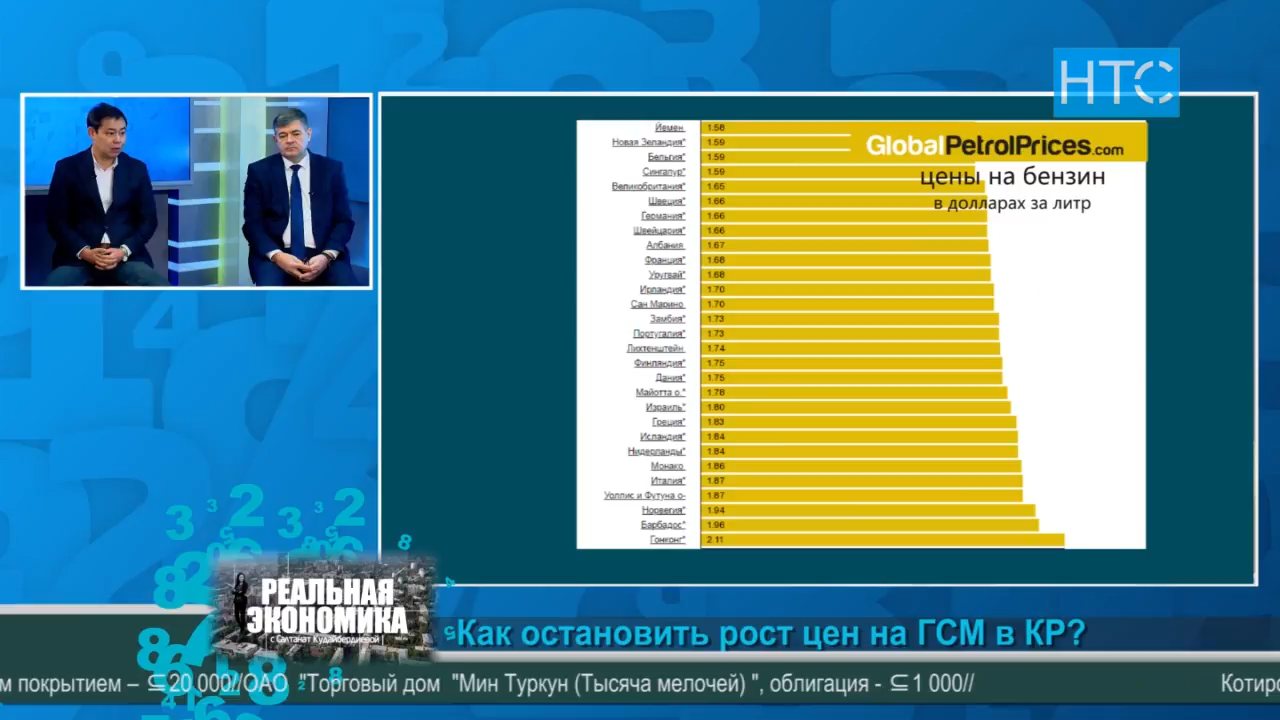 НТС
GlobalPetrolPrices.com
цены на бензин
в долларах за литр
Йемен 1.58
Новая Зеландия* 1.59
Бельгия* 1.59
Сингапур* 1.59
Великобритания* 1.65
Швеция* 1.66
Германия* 1.66
Швейцария* 1.66
Албания 1.67
Франция* 1.68
Уругвай* 1.68
Ирландия* 1.70
Сан Марино 1.70
Замбия* 1.73
Португалия* 1.73
Лихтенштейн 1.74
Финляндия* 1.75
Дания* 1.75
Майотта о.* 1.78
Израиль* 1.80
Греция* 1.83
Исландия* 1.84
Нидерланды* 1.84
Монако 1.86
Италия* 1.87
Уоллис и Футуна о- 1.87
Норвегия* 1.94
Барбадос* 1.96
Гонконг* 2.11
РЕАЛЬНАЯ
ЭКОНОМИКА
с Салтанат Кудайбердиевой
Как остановить рост цен на ГСМ в КР?
м покрытием – ⊆20 000//ОАО "Торговый дом "Мин Туркун (Тысяча мелочей) ", облигация - ⊆1 000// Котиро